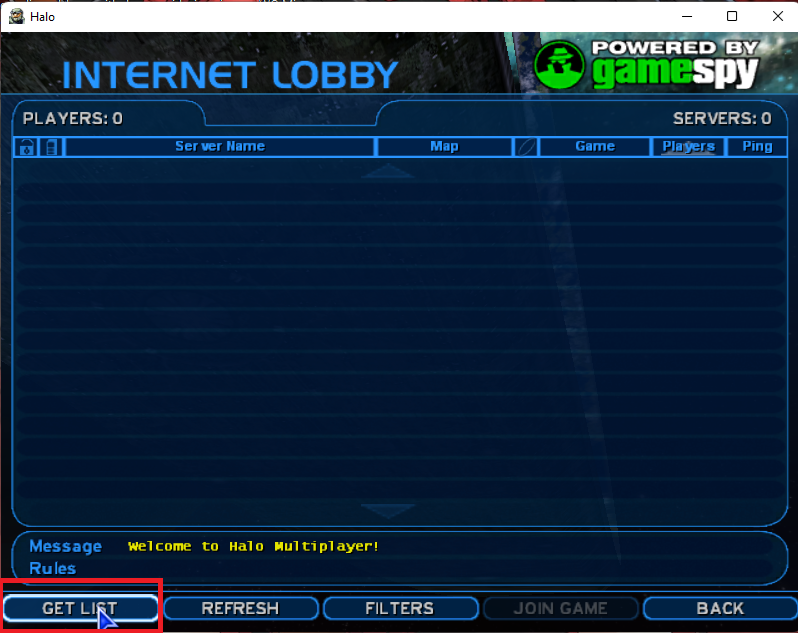 Halo
INTERNET LOBBY
POWERED BY
gamespy
PLAYERS: 0
SERVERS: 0
Server Name
Map
Game
Players
Ping
Message
Welcome to Halo Multiplayer!
Rules
GET LIST
REFRESH
FILTERS
JOIN GAME
BACK